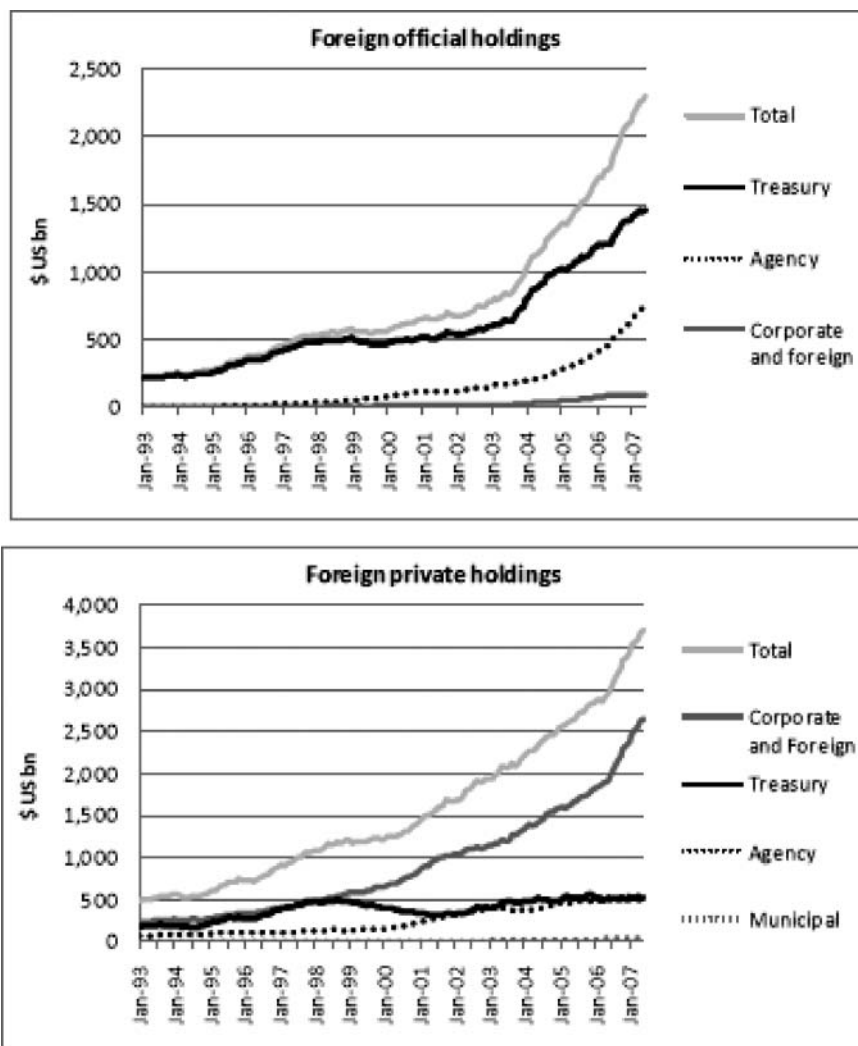 Foreign official holdings
2,500
2,000
1,500
1,000
500
0
$ US bn
Jan-93
Jan-94
Jan-95
Jan-96
Jan-97
Jan-98
Jan-99
Jan-00
Jan-01
Jan-02
Jan-03
Jan-04
Jan-05
Jan-06
Jan-07
Total
Treasury
Agency
Corporate
and foreign
Foreign private holdings
4,000
3,500
3,000
2,500
2,000
1,500
1,000
500
0
$ US bn
Jan-93
Jan-94
Jan-95
Jan-96
Jan-97
Jan-98
Jan-99
Jan-00
Jan-01
Jan-02
Jan-03
Jan-04
Jan-05
Jan-06
Jan-07
Total
Corporate
and Foreign
Treasury
Agency
Municipal